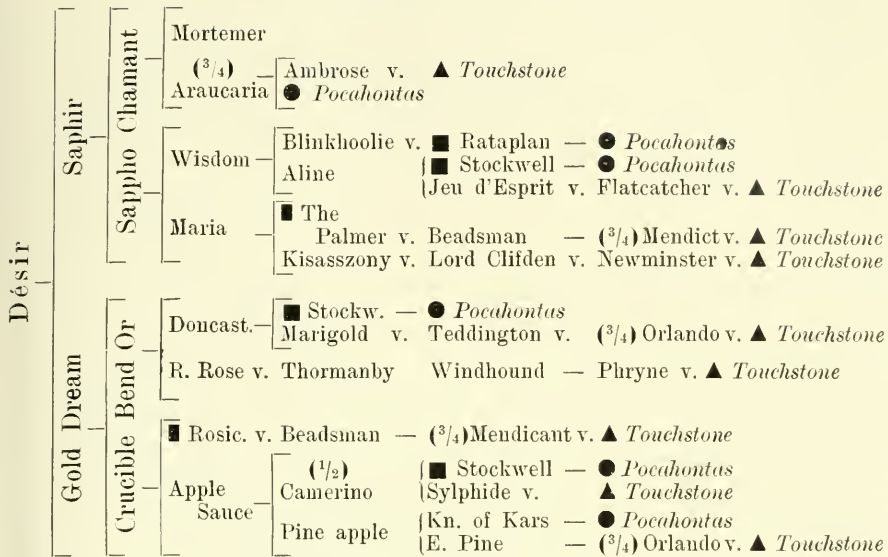 Désir
Saphir
Gold Dream
Sappho Chamant
Crucible Bend Or
Mortemer
(3/4) Ambrose v. ▲ Touchstone
Araucaria ● Pocahontas
Blinkhoolie v. ■ Rataplan — ● Pocahontas
Wisdom — ■ Stockwell — ● Pocahontas
Aline
Jeu d'Esprit v. Flatcatcher v. ▲ Touchstone
■ The
Maria Palmer v. Beadsman — (3/4) Mendict v. ▲ Touchstonc
Kisasszony v. Lord Clifden v. Newminster v. ▲ Touchstone
Doncast. — ■ Stockw. — ● Pocahontas
Marigold v. Teddington v. (3/4) Orlando v. ▲ Touchstone
R. Rose v. Thormanby Windhound — Phryne v. ▲ Touchstone
■ Rosic. v. Beadsman — (3/4) Mendicant v. ▲ Touchstone
(1/2) ■ Stockwell — ● Pocahontas
Apple Camerino Sylphide v. ▲ Touchstone
Sauce —
Pine apple Kn. of Kars — ● Pocahontas
E. Pine — (3/4) Orlando v. ▲ Touchstone